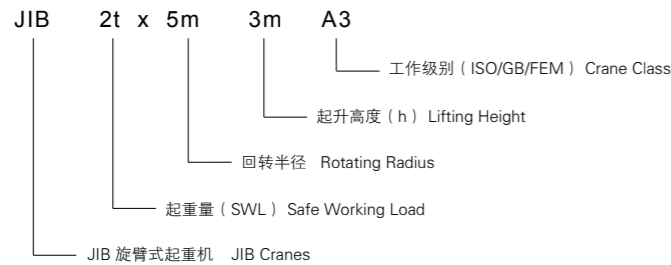 JIB 2t x 5m 3m A3
工作级别（ISO/GB/FEM） Crane Class
起升高度（h）Lifting Height
回转半径 Rotating Radius
起重量（SWL）Safe Working Load
JIB 旋臂式起重机 JIB Cranes